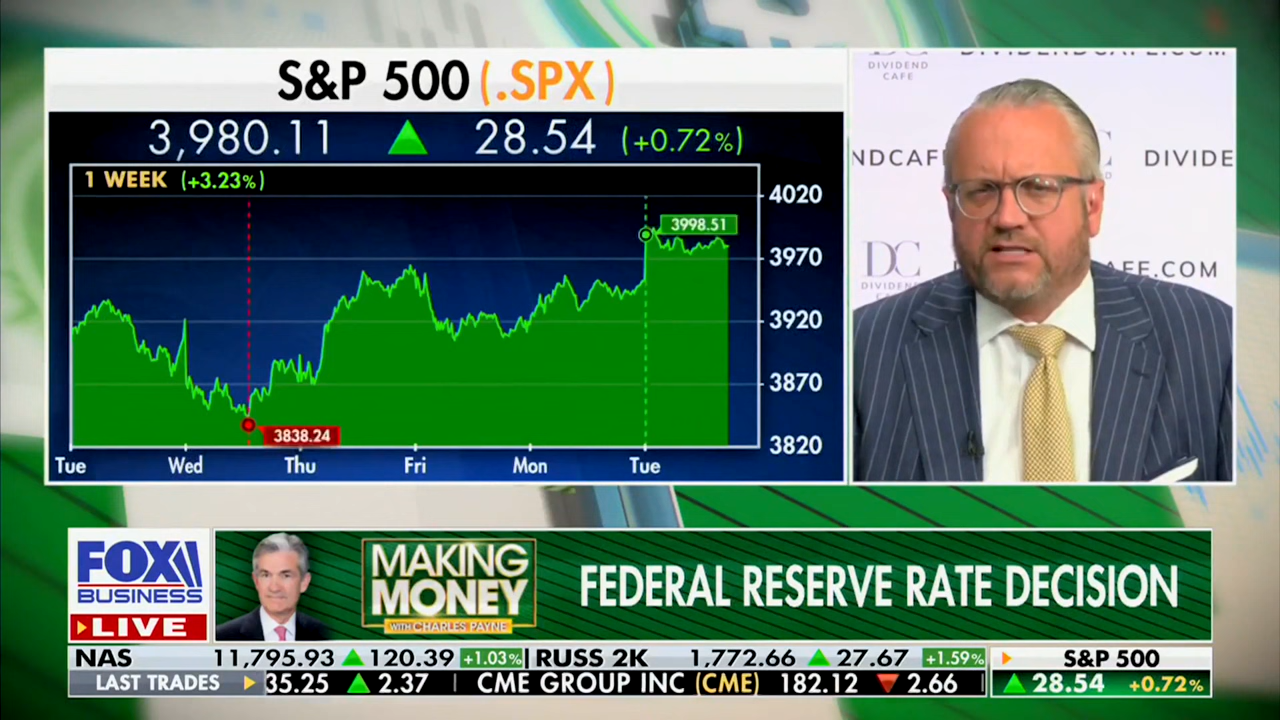 S&P 500 (.SPX)
3,980.11 ▲ 28.54 (+0.72%)
1 WEEK (+3.23%)
4020
3998.51
3970
3920
3870
3838.24
3820
Tue Wed Thu Fri Mon Tue
DIVIDENDCAFE.COM
DIVIDEND
CAFE
NDCAFE
DIVIDE
DC
DIVIDEND
AFE.COM
FOX
BUSINESS
LIVE
MAKING
MONEY
WITH CHARLES PAYNE
FEDERAL RESERVE RATE DECISION
NAS 11,795.93 ▲ 120.39 +1.03% RUSS 2K 1,772.66 ▲ 27.67 +1.59% S&P 500
LAST TRADES 35.25 ▲ 2.37 CME GROUP INC (CME) 182.12 ▼ 2.66 ▲ 28.54 +0.72%